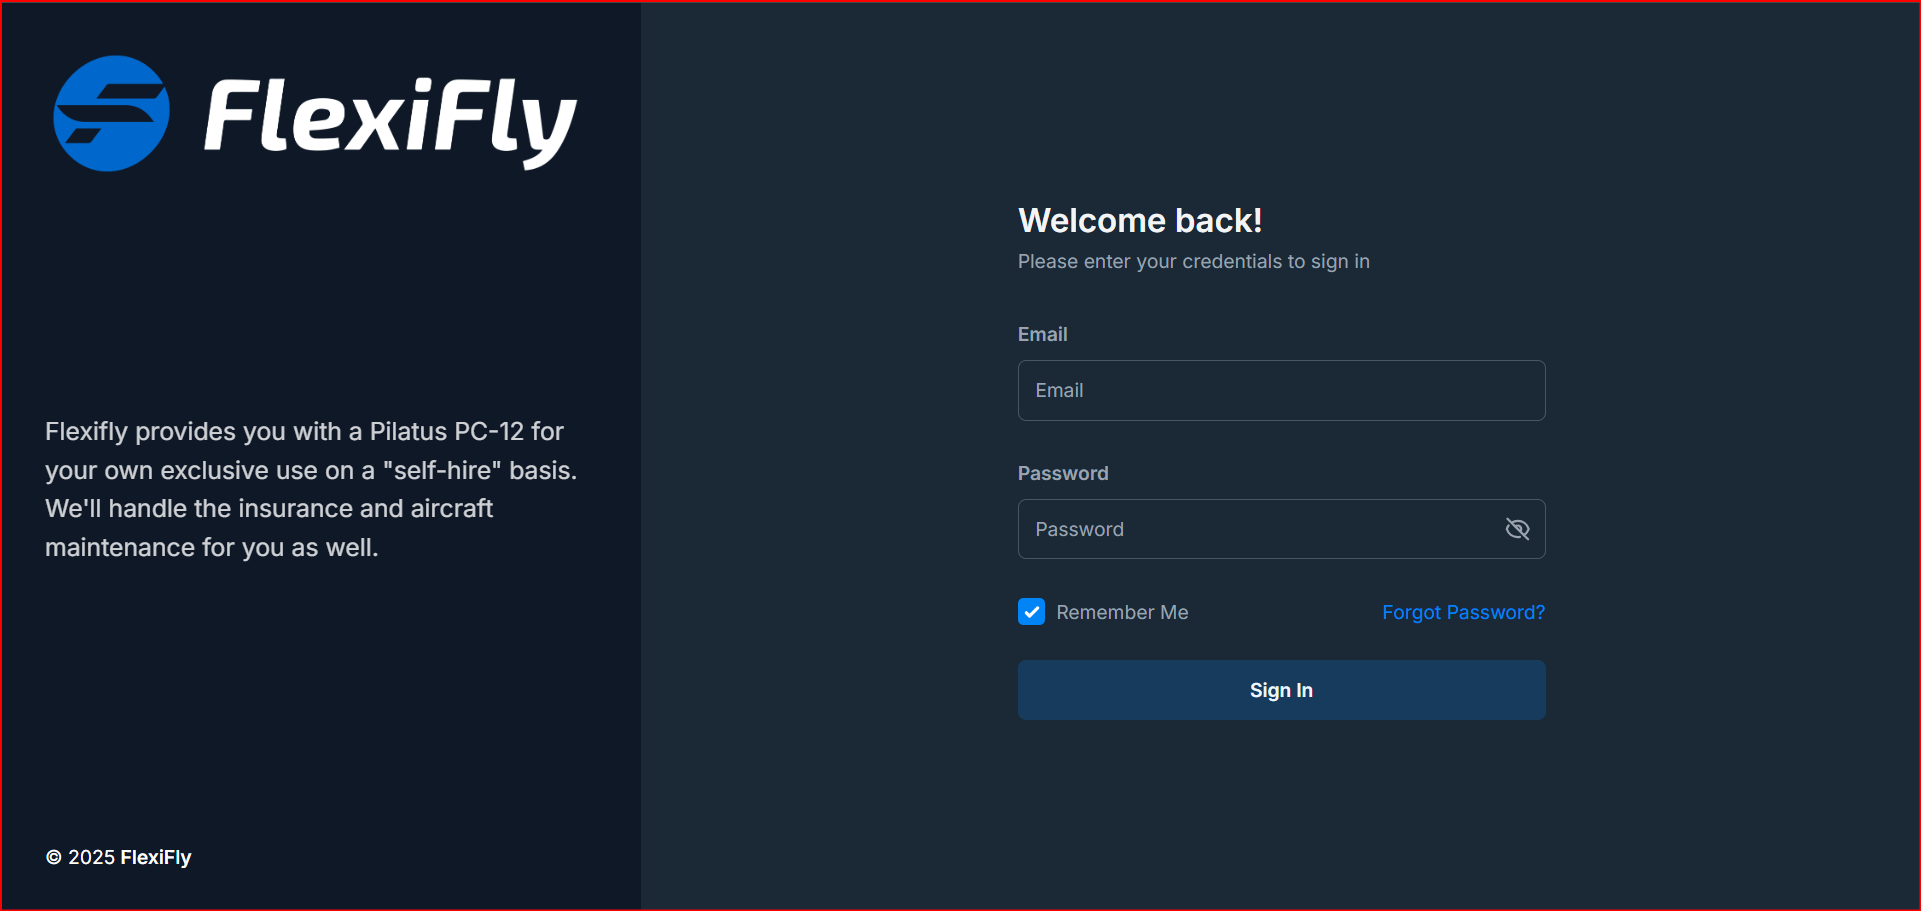 FlexiFly
Flexifly provides you with a Pilatus PC-12 for
your own exclusive use on a "self-hire" basis.
We'll handle the insurance and aircraft
maintenance for you as well.
© 2025 FlexiFly
Welcome back!
Please enter your credentials to sign in
Email
Email
Password
Password
Remember Me
Forgot Password?
Sign In